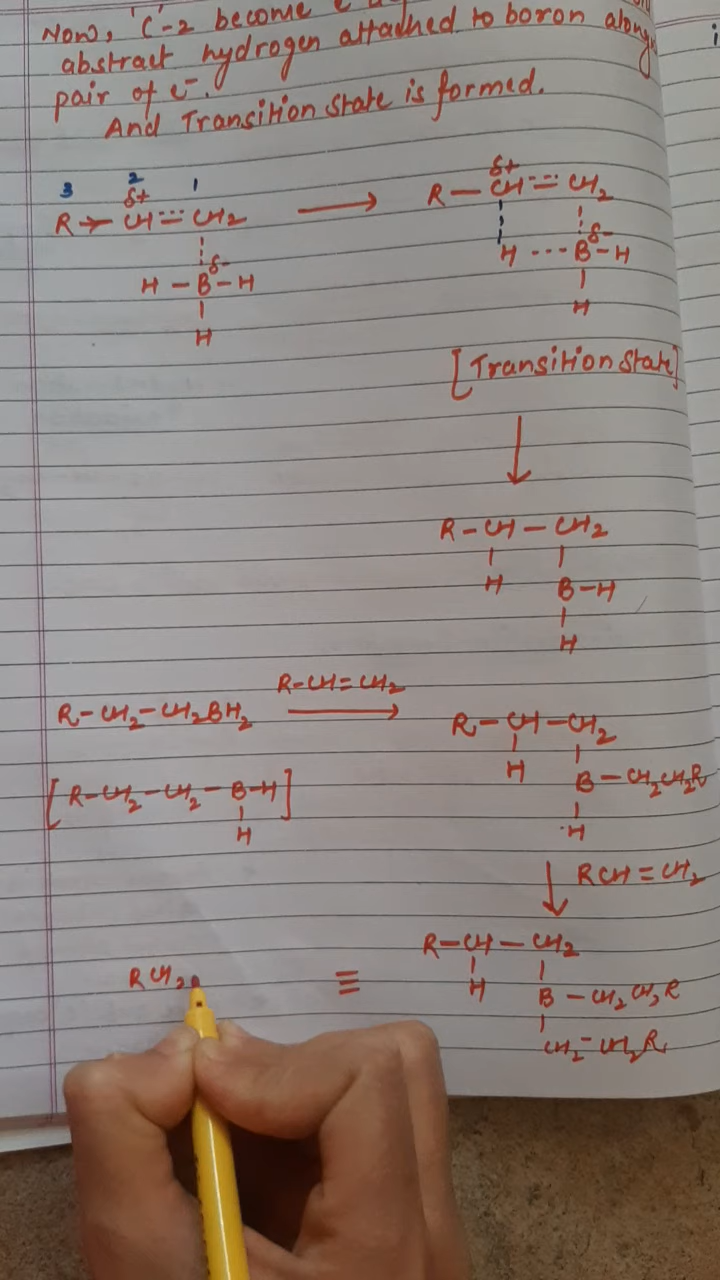 Now, 'C'-2 become
abstract hydrogen attached to boron along
pair of e-.
And Transition State is formed.
3 2 1
δ+ δ+
R → CH ==-- CH2 ⟶ R — CH ==-- CH2
δ- δ-
H — B — H H --- B — H
H H
[Transition State]
↓
R — CH — CH2
H B — H
H
R-CH=CH2
R-CH2-CH2BH2 ⟶ R — CH — CH2
H B — CH2CH2R
[R-CH2-CH2-B-H] H
H
↓ RCH = CH2
R — CH — CH2
RCH2 ≡ H B — CH2CH2R
CH2-CH2R